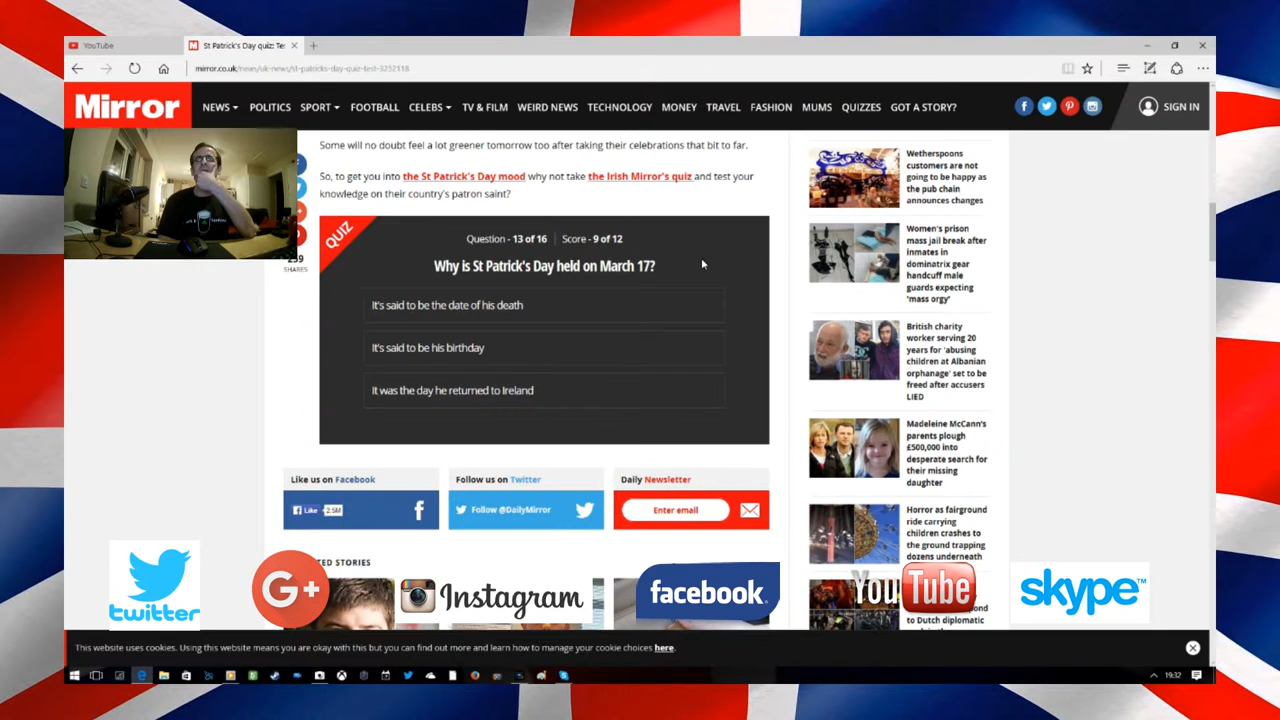 YouTube
St Patrick's Day quiz: Te
mirror.co.uk/news/uk-news/st-patricks-day-quiz-test-3252118
Mirror
NEWS POLITICS SPORT FOOTBALL CELEBS TV & FILM WEIRD NEWS TECHNOLOGY MONEY TRAVEL FASHION MUMS QUIZZES GOT A STORY?
SIGN IN
Some will no doubt feel a lot greener tomorrow too after taking their celebrations that bit to far.
So, to get you into the St Patrick's Day mood why not take the Irish Mirror's quiz and test your
knowledge on their country's patron saint?
SHARES
QUIZ
Question - 13 of 16
Score - 9 of 12
Why is St Patrick's Day held on March 17?
It's said to be the date of his death
It's said to be his birthday
It was the day he returned to Ireland
Like us on Facebook
Like 2.5M
Follow us on Twitter
Follow @DailyMirror
Daily Newsletter
Enter email
STORIES
Wetherspoons
customers are not
going to be happy as
the pub chain
announces changes
Women's prison
mass jail break after
inmates in
dominatrix gear
handcuff male
guards expecting
'mass orgy'
British charity
worker serving 20
years for 'abusing
children at Albanian
orphanage' set to be
freed after accusers
LIED
Madeleine McCann's
parents plough
£500,000 into
desperate search for
their missing
daughter
Horror as fairground
ride carrying
children crashes to
the ground trapping
dozens underneath
to Dutch diplomatic
twitter
G+
Instagram
facebook
YouTube
skype™
This website uses cookies. Using this website means you are okay with this but you can find out more and learn how to manage your cookie choices here.
19:32